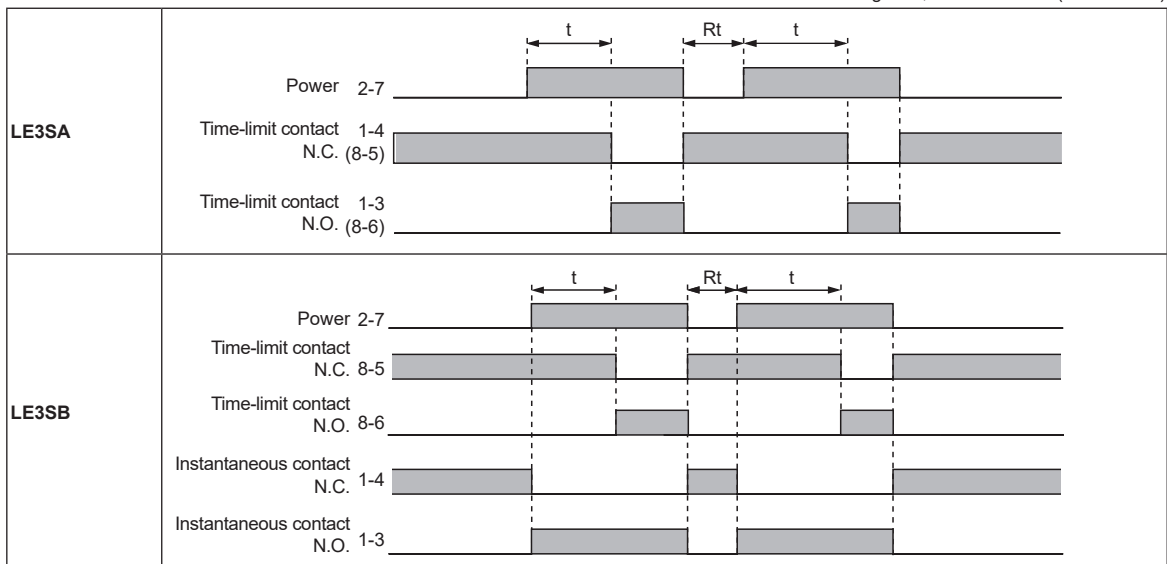 t Rt t
Power 2-7
LE3SA
Time-limit contact 1-4
N.C. (8-5)
Time-limit contact 1-3
N.O. (8-6)
t Rt t
Power 2-7
Time-limit contact
N.C. 8-5
LE3SB
Time-limit contact
N.O. 8-6
Instantaneous contact
N.C. 1-4
Instantaneous contact
N.O. 1-3